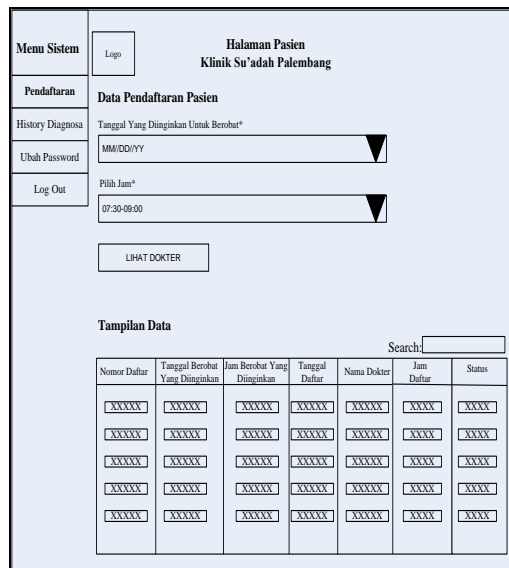 Menu Sistem
Pendaftaran
History Diagnosa
Ubah Password
Log Out
Logo
Halaman Pasien
Klinik Su'adah Palembang
Data Pendaftaran Pasien
Tanggal Yang Diinginkan Untuk Berobat*
MM//DD//YY
Pilih Jam*
07:30-09:00
LIHAT DOKTER
Tampilan Data
Search:
Nomor Daftar
Tanggal Berobat
Yang Diinginkan
Jam Berobat Yang
Diinginkan
Tanggal
Daftar
Nama Dokter
Jam
Daftar
Status
XXXXX XXXXX XXXXX XXXXX XXXXX XXXX XXXX
XXXXX XXXXX XXXXX XXXXX XXXXX XXXX XXXX
XXXXX XXXXX XXXXX XXXXX XXXXX XXXX XXXX
XXXXX XXXXX XXXXX XXXXX XXXXX XXXX XXXX
XXXXX XXXXX XXXXX XXXXX XXXXX XXXX XXXX